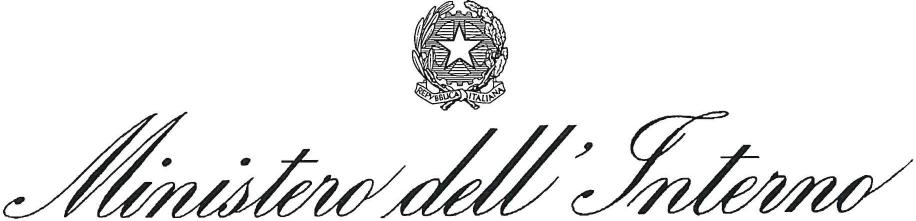 REPVBBLICA ITALIANA
Ministero dell'Interno